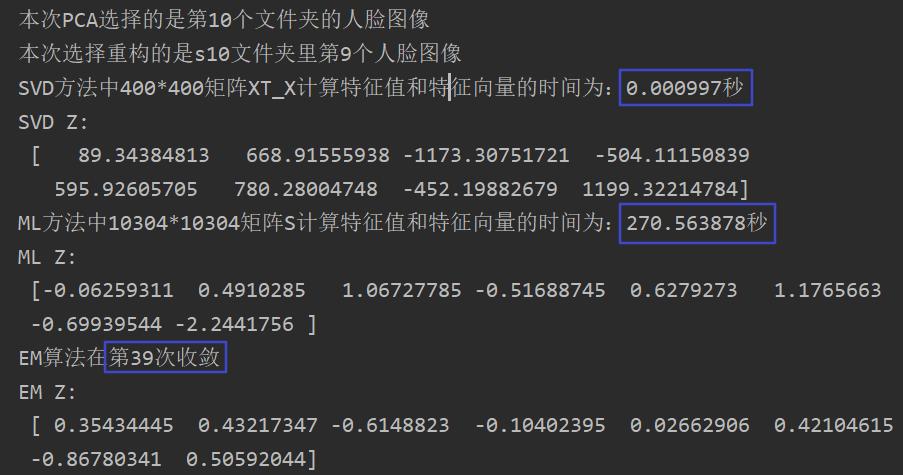 本次PCA选择的是第10个文件夹的人脸图像
本次选择重构的是s10文件夹里第9个人脸图像
SVD方法中400*400矩阵XT_X计算特征值和特征向量的时间为：0.000997秒
SVD Z:
[   89.34384813   668.91555938 -1173.30751721  -504.11150839
595.92605705   780.28004748  -452.19882679  1199.32214784]
ML方法中10304*10304矩阵S计算特征值和特征向量的时间为：270.563878秒
ML Z:
[-0.06259311  0.4910285   1.06727785 -0.51688745  0.6279273   1.1765663
-0.69939544 -2.2441756 ]
EM算法在第39次收敛
EM Z:
[ 0.35434445  0.43217347 -0.6148823  -0.10402395  0.02662906  0.42104615
-0.86780341  0.50592044]